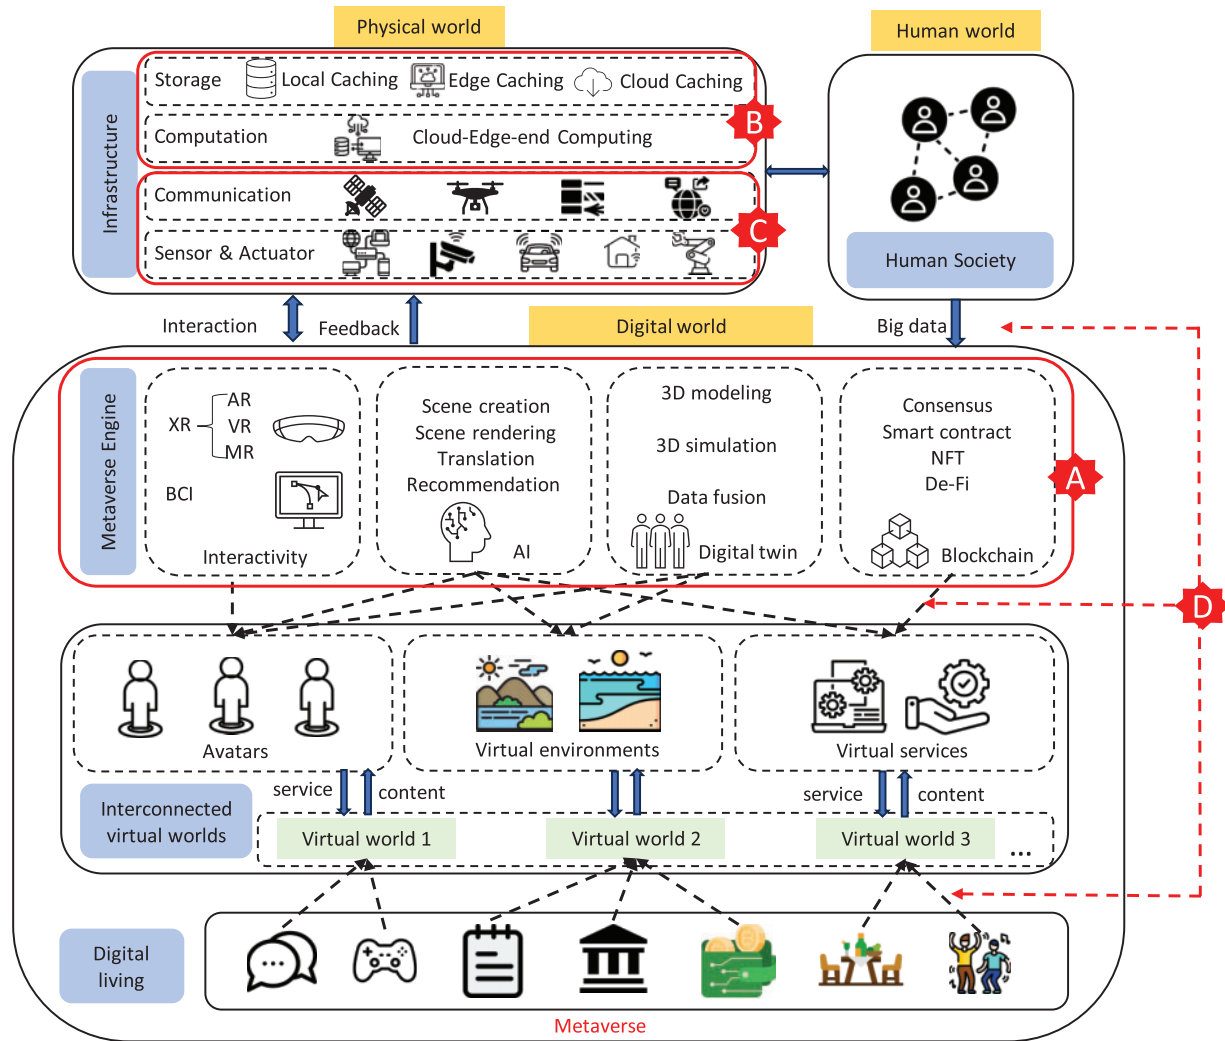 Physical world
Human world
Infrastructure
Storage
Local Caching
Edge Caching
Cloud Caching
B
Computation
Cloud-Edge-end Computing
Communication
C
Sensor & Actuator
Human Society
Interaction
Feedback
Digital world
Big data
Metaverse Engine
XR
AR
VR
MR
BCI
Interactivity
Scene creation
Scene rendering
Translation
Recommendation
AI
3D modeling
3D simulation
Data fusion
Digital twin
Consensus
Smart contract
NFT
De-Fi
Blockchain
A
D
Avatars
Virtual environments
Virtual services
service
content
service
content
Interconnected
virtual worlds
Virtual world 1
Virtual world 2
Virtual world 3
...
Digital
living
Metaverse